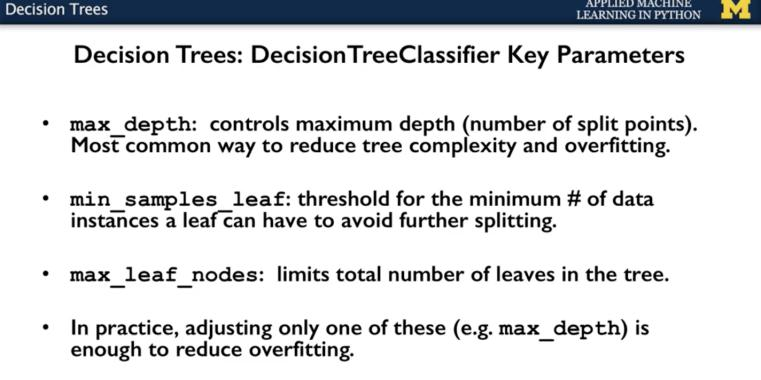 Decision Trees
APPLIED MACHINE
LEARNING IN PYTHON
M
Decision Trees: DecisionTreeClassifier Key Parameters
• max_depth: controls maximum depth (number of split points).
Most common way to reduce tree complexity and overfitting.
• min_samples_leaf: threshold for the minimum # of data
instances a leaf can have to avoid further splitting.
• max_leaf_nodes: limits total number of leaves in the tree.
• In practice, adjusting only one of these (e.g. max_depth) is
enough to reduce overfitting.